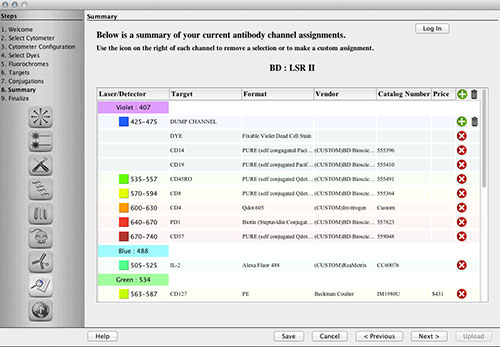 Steps
1. Welcome
2. Select Cytometer
3. Cytometer Configuration
4. Select Dyes
5. Fluorochromes
6. Targets
7. Conjugations
8. Summary
9. Finalize
Summary
Log In
Below is a summary of your current antibody channel assignments.
Use the icon on the right of each channel to remove a selection or to make a custom assignment.
BD : LSR II
Laser/Detector Target Format Vendor Catalog Number Price
Violet : 407
425-475 DUMP CHANNEL
DYE Fixable Violet Dead Cell Stain
CD14 PURE (self conjugated Paci... (CUSTOM)BD Bioscie... 555396
CD19 PURE (self conjugated Pacif... (CUSTOM)BD Bioscie... 555410
535-557 CD45RO PURE (self conjugated Qdot... (CUSTOM)BD Bioscie... 555491
570-594 CD8 PURE (self conjugated Qdot... (CUSTOM)BD Bioscie... 555364
600-630 CD4 Qdot 605 (CUSTOM)Invitrogen Custom
640-670 PD1 Biotin (Steptavidin Conjugat... (CUSTOM)BD Bioscie... 557823
670-740 CD57 PURE (self conjugated Qdot... (CUSTOM)BD Bioscie... 559048
Blue : 488
505-525 IL-2 Alexa Fluor 488 (CUSTOM)ReaMetrix CC60076
Green : 534
563-587 CD127 PE Beckman Coulter IM1980U $431
Help Save Cancel < Previous Next > Upload